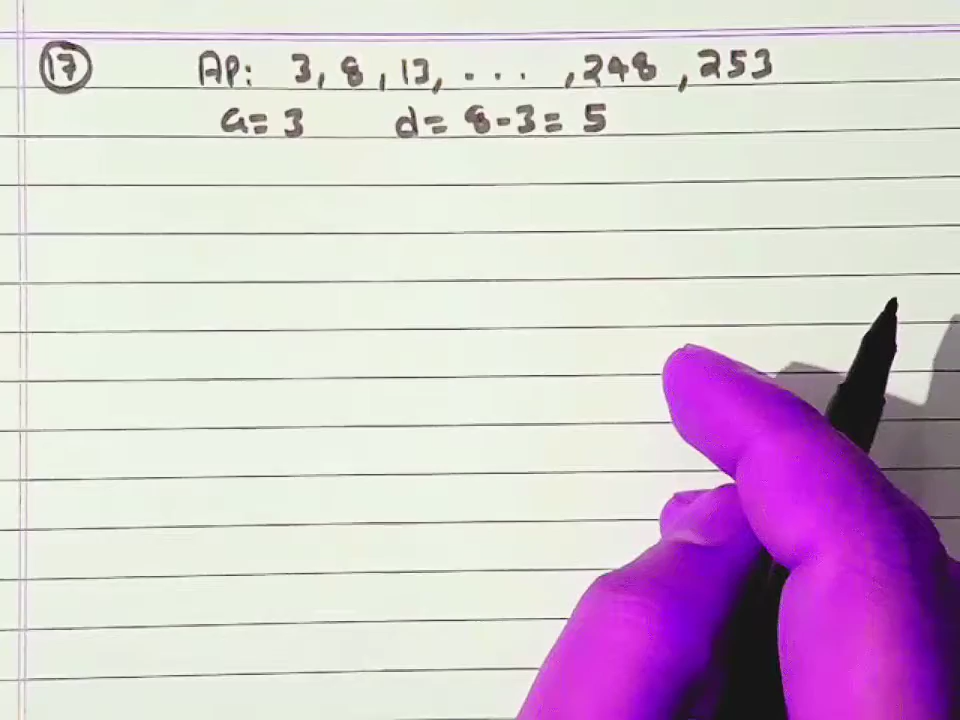 17 AP: 3, 8, 13, ... , 248, 253
a= 3 d= 8-3= 5